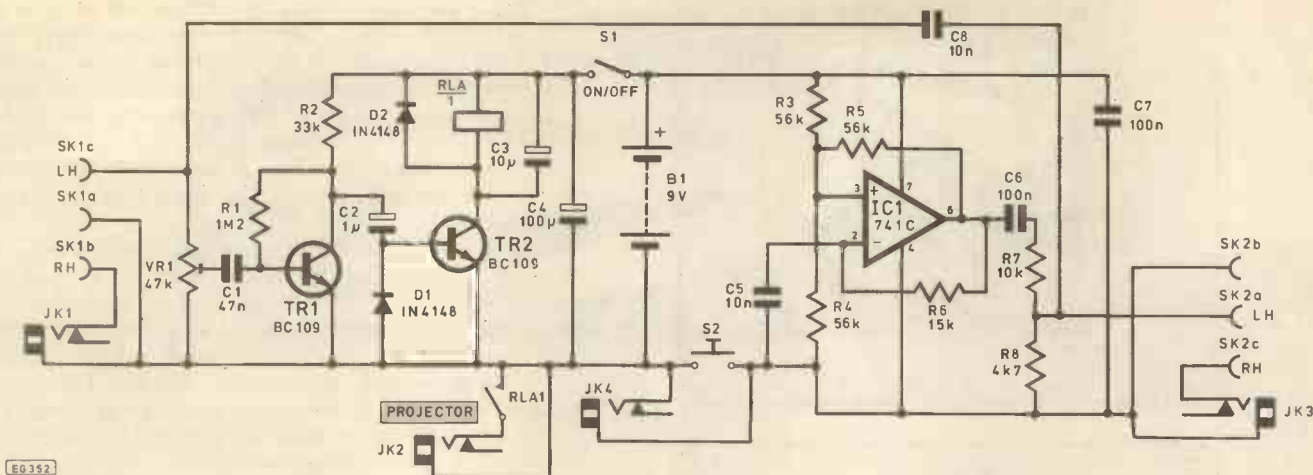 C8
10n
S1
ON/OFF
RLA
1
R2
33k
D2
IN4148
C3
10µ
C4
100µ
B1
9V
+
R3
56k
R5
56k
C7
100n
SK1c
LH
SK1a
SK1b
RH
JK1
R1
1M2
VR1
47k
C1
47n
TR1
BC109
C2
1µ
D1
IN4148
TR2
BC109
3
+
IC1
741C
2
−
7
6
4
C6
100n
R7
10k
C5
10n
R6
15k
R4
56k
R8
4k7
S2
SK2b
SK2a
LH
SK2c
RH
JK3
RLA1
PROJECTOR
JK2
JK4
EG352